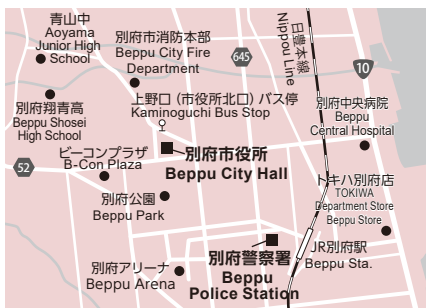 青山中
Aoyama
Junior High
School
別府市消防本部
Beppu City Fire
Department
日豊本線
Nippou Line
645
10
別府翔青高
Beppu Shosei
High School
上野口（市役所北口）バス停
Kaminoguchi Bus Stop
別府中央病院
Beppu
Central Hospital
ビーコンプラザ
B-Con Plaza
52
別府市役所
Beppu City Hall
トキハ別府店
TOKIWA
Department Store
Beppu Store
別府公園
Beppu Park
別府警察署
Beppu
Police Station
JR別府駅
Beppu Sta.
別府アリーナ
Beppu Arena